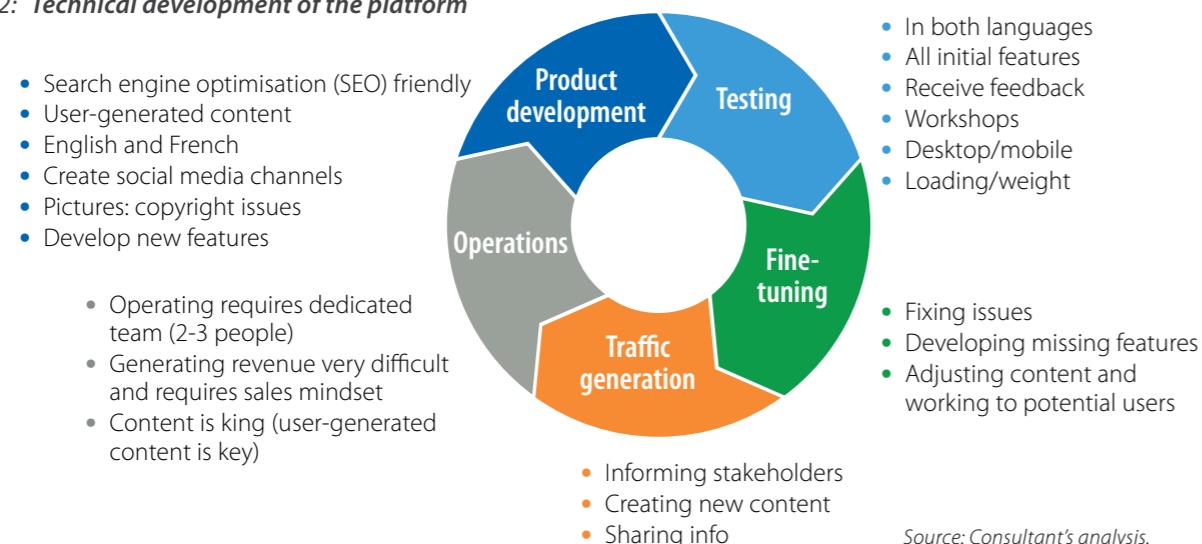 2: Technical development of the platform
• Search engine optimisation (SEO) friendly
• User-generated content
• English and French
• Create social media channels
• Pictures: copyright issues
• Develop new features
Product
development
Testing
• In both languages
• All initial features
• Receive feedback
• Workshops
• Desktop/mobile
• Loading/weight
Operations
• Operating requires dedicated
team (2-3 people)
• Generating revenue very difficult
and requires sales mindset
• Content is king (user-generated
content is key)
Fine-
tuning
• Fixing issues
• Developing missing features
• Adjusting content and
working to potential users
Traffic
generation
• Informing stakeholders
• Creating new content
• Sharing info
Source: Consultant’s analysis.